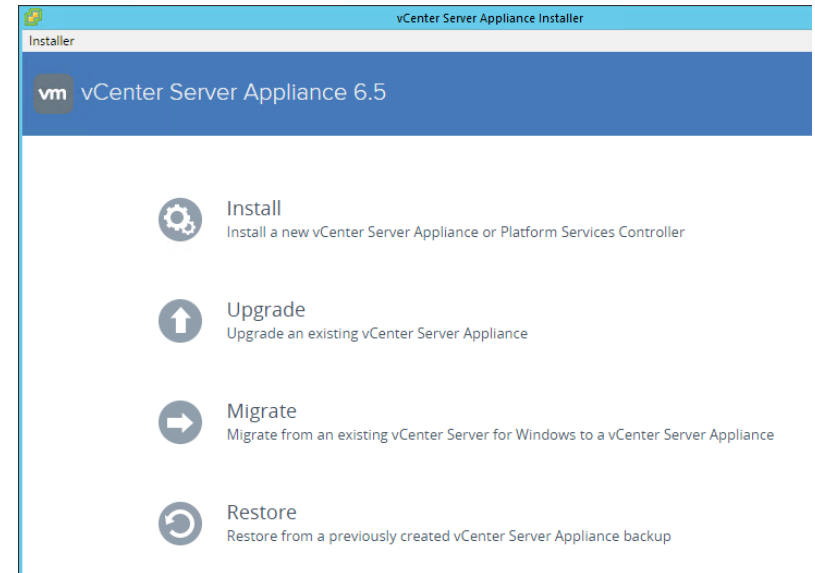 vCenter Server Appliance Installer
Installer
vm vCenter Server Appliance 6.5
Install
Install a new vCenter Server Appliance or Platform Services Controller
Upgrade
Upgrade an existing vCenter Server Appliance
Migrate
Migrate from an existing vCenter Server for Windows to a vCenter Server Appliance
Restore
Restore from a previously created vCenter Server Appliance backup